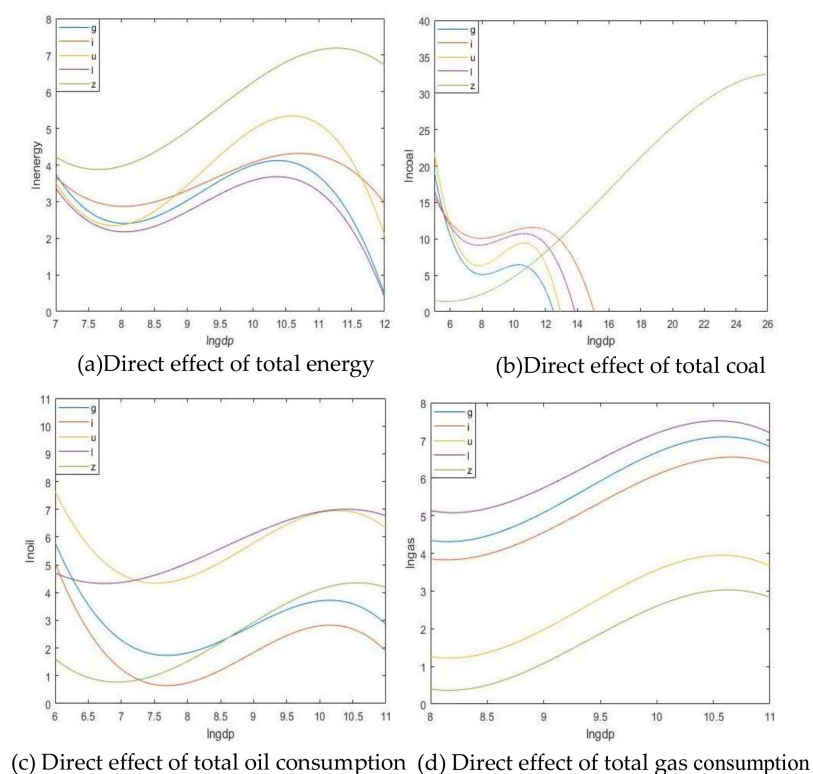 8
7
6
5
4
3
2
1
0
lnenergy
g
i
u
l
z
7 7.5 8 8.5 9 9.5 10 10.5 11 11.5 12
lngdp
(a)Direct effect of total energy
40
35
30
25
20
15
10
5
0
lncoal
g
i
u
l
z
6 8 10 12 14 16 18 20 22 24 26
lngdp
(b)Direct effect of total coal
11
10
9
8
7
6
5
4
3
2
1
0
lnoil
g
i
u
l
z
6 6.5 7 7.5 8 8.5 9 9.5 10 10.5 11
lngdp
(c) Direct effect of total oil consumption
8
7
6
5
4
3
2
1
0
lngas
g
i
u
l
z
8 8.5 9 9.5 10 10.5 11
lngdp
(d) Direct effect of total gas consumption